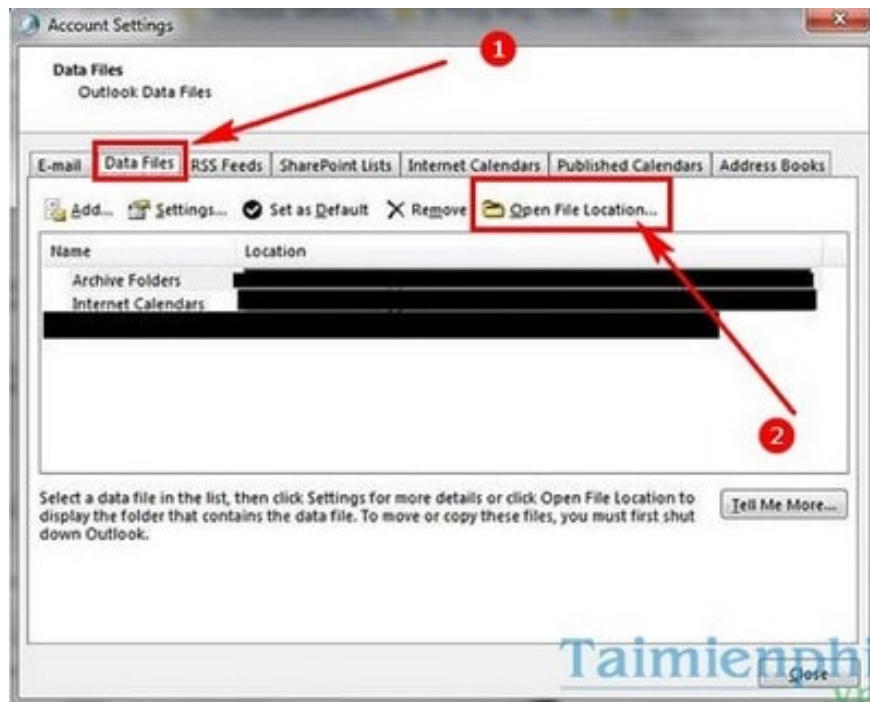 Account Settings
1
Data Files
Outlook Data Files
E-mail Data Files RSS Feeds SharePoint Lists Internet Calendars Published Calendars Address Books
Add... Settings... Set as Default Remove Open File Location...
Name Location
Archive Folders
Internet Calendars
2
Select a data file in the list, then click Settings for more details or click Open File Location to
display the folder that contains the data file. To move or copy these files, you must first shut
down Outlook.
Tell Me More...
Taimienphi
Close